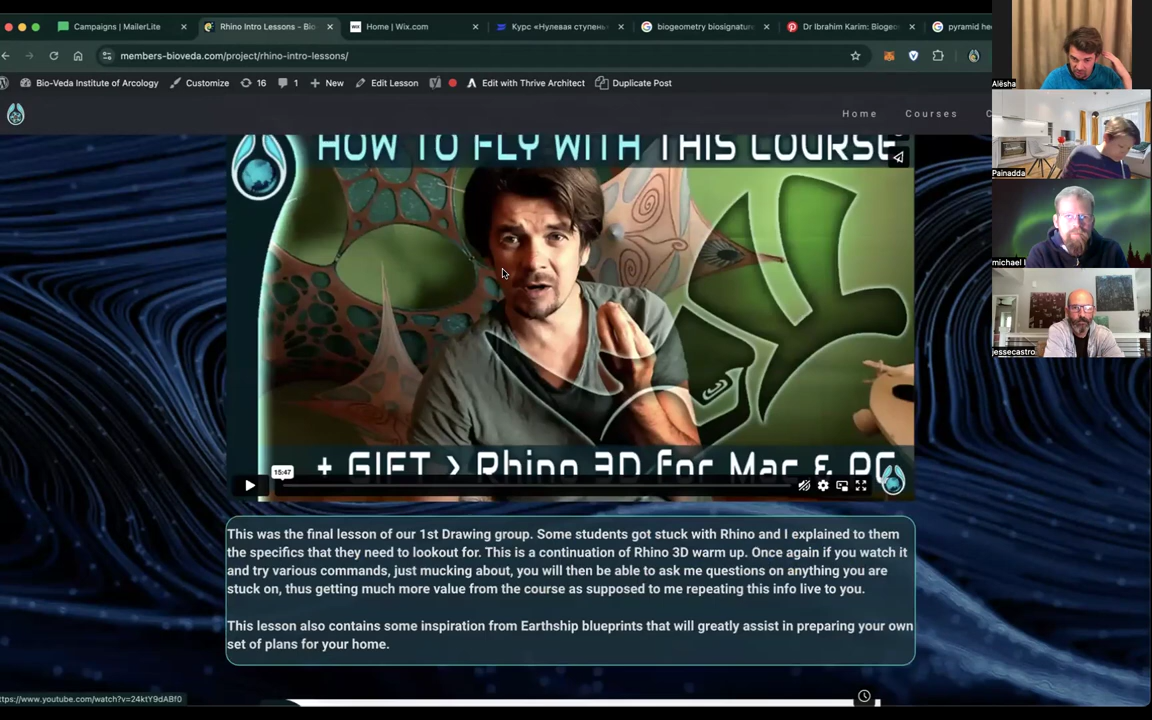 Campaigns | MailerLite
Rhino Intro Lessons - Bio-
Home | Wix.com
Курс «Нулевая ступень
biogeometry biosignature
Dr Ibrahim Karim: Biogeo
pyramid he
members-bioveda.com/project/rhino-intro-lessons/
Bio-Veda Institute of Arcology
Customize
16
1
New
Edit Lesson
Edit with Thrive Architect
Duplicate Post
Home
Courses
C
HOW TO FLY WITH THIS COURSE
15:47
+ GIFT > Rhino 3D for Mac & PC
This was the final lesson of our 1st Drawing group. Some students got stuck with Rhino and I explained to them
the specifics that they need to lookout for. This is a continuation of Rhino 3D warm up. Once again if you watch it
and try various commands, just mucking about, you will then be able to ask me questions on anything you are
stuck on, thus getting much more value from the course as supposed to me repeating this info live to you.
This lesson also contains some inspiration from Earthship blueprints that will greatly assist in preparing your own
set of plans for your home.
ttps://www.youtube.com/watch?v=24ktY9dABf0
Alësha
Painadda
michael l
jessecastro